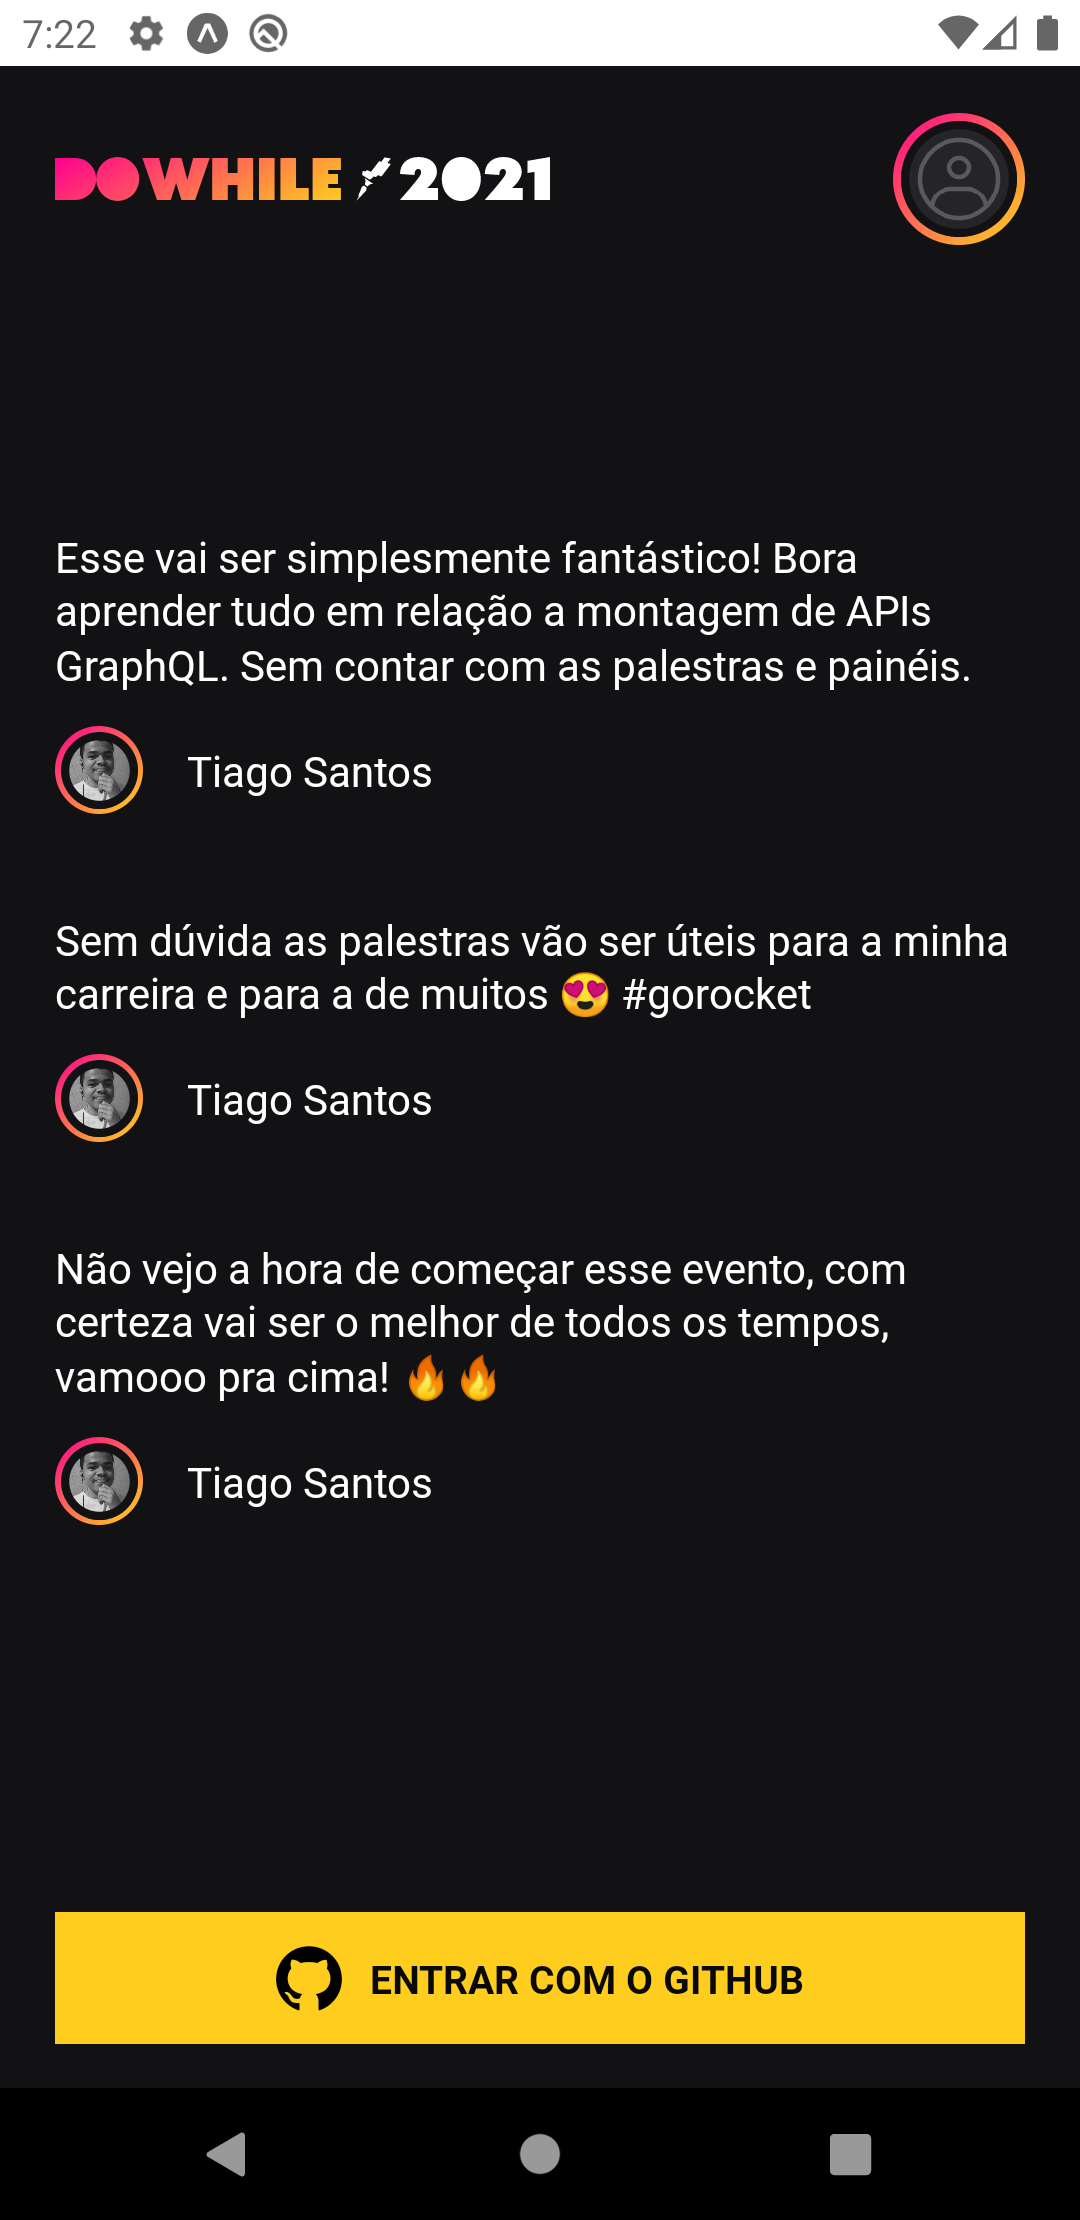 7:22
DOWHILE 2021
Esse vai ser simplesmente fantástico! Bora
aprender tudo em relação a montagem de APIs
GraphQL. Sem contar com as palestras e painéis.
Tiago Santos
Sem dúvida as palestras vão ser úteis para a minha
carreira e para a de muitos 😍 #gorocket
Tiago Santos
Não vejo a hora de começar esse evento, com
certeza vai ser o melhor de todos os tempos,
vamooo pra cima! 🔥🔥
Tiago Santos
ENTRAR COM O GITHUB